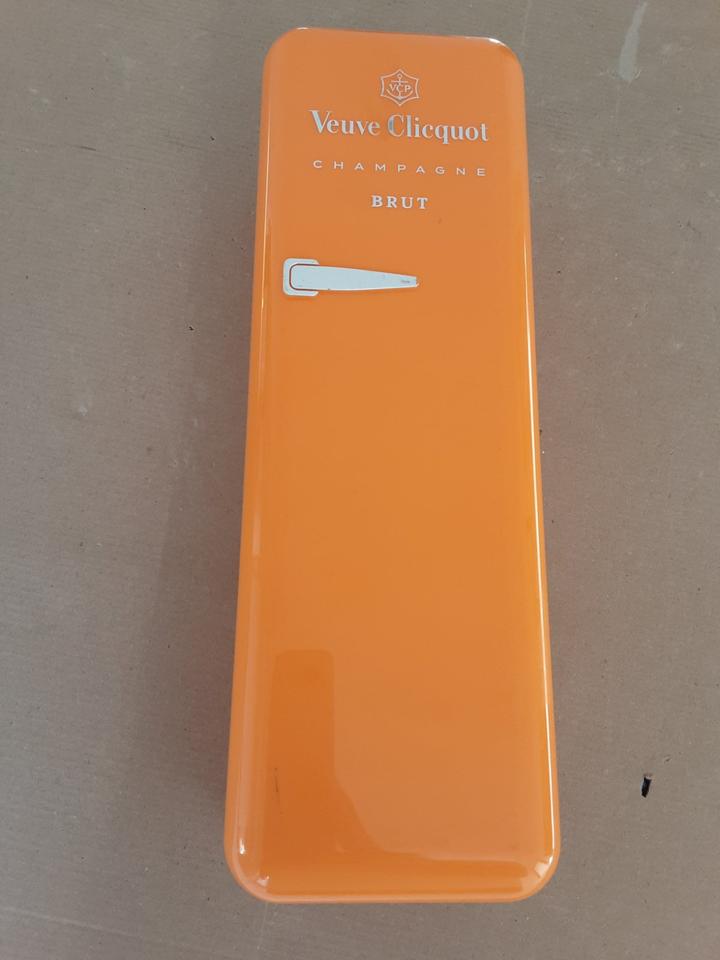 VCP
Veuve Clicquot
CHAMPAGNE
BRUT